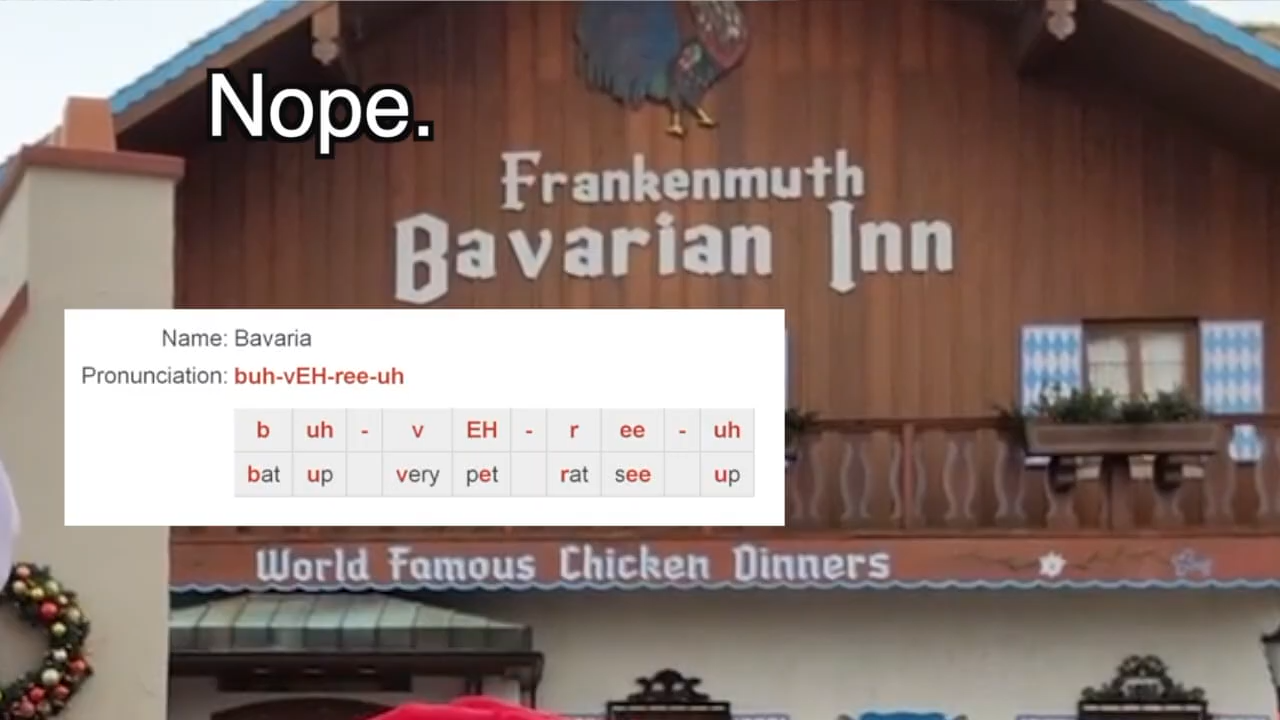 Nope.
Frankenmuth
Bavarian Inn
Name: Bavaria
Pronunciation: buh-vEH-ree-uh
b uh - v EH - r ee - uh
bat up very pet rat see up
World Famous Chicken Dinners